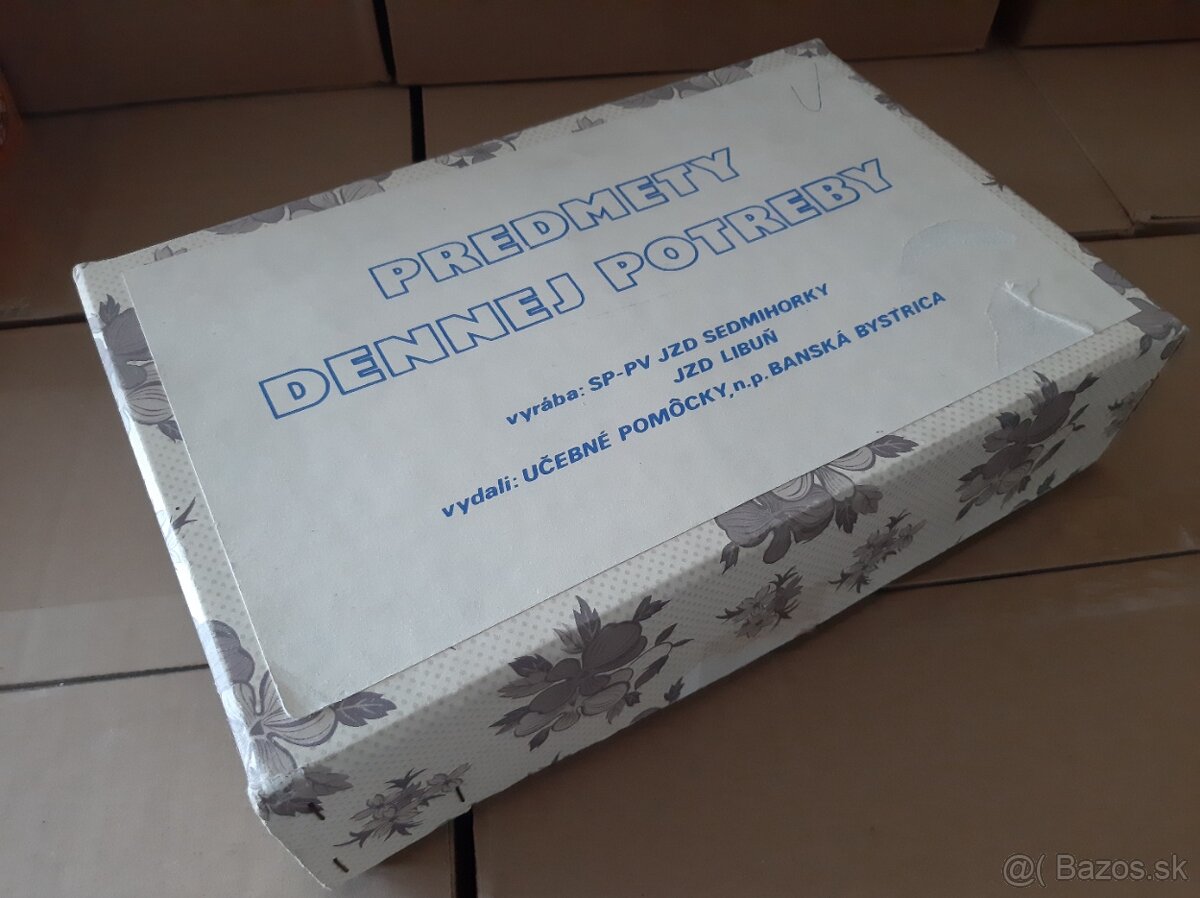 PREDMETY
DENNEJ POTREBY
vyrába: SP-PV JZD SEDMIHORKY
JZD LIBUŇ
vydali: UČEBNÉ POMÔCKY, n.p. BANSKÁ BYSTRICA
@( Bazos.sk